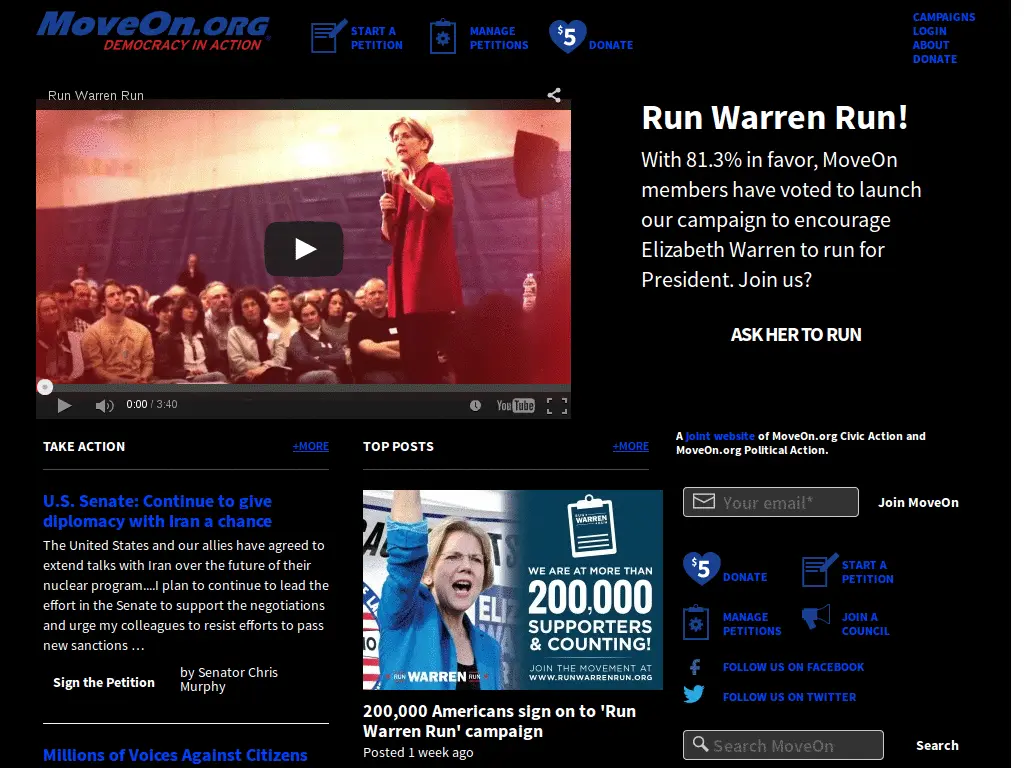 MoveOn.ORG
DEMOCRACY IN ACTION
START A
PETITION
MANAGE
PETITIONS
$5
DONATE
CAMPAIGNS
LOGIN
ABOUT
DONATE
Run Warren Run
0:00 / 3:40
YouTube
Run Warren Run!
With 81.3% in favor, MoveOn
members have voted to launch
our campaign to encourage
Elizabeth Warren to run for
President. Join us?
ASK HER TO RUN
TAKE ACTION
+MORE
U.S. Senate: Continue to give
diplomacy with Iran a chance
The United States and our allies have agreed to
extend talks with Iran over the future of their
nuclear program....I plan to continue to lead the
effort in the Senate to support the negotiations
and urge my colleagues to resist efforts to pass
new sanctions …
Sign the Petition
by Senator Chris
Murphy
Millions of Voices Against Citizens
TOP POSTS
+MORE
RUN
WARREN
RUN
WE ARE AT MORE THAN
200,000
SUPPORTERS
& COUNTING!
JOIN THE MOVEMENT AT
WWW.RUNWARRENRUN.ORG
RUN WARREN RUN
200,000 Americans sign on to 'Run
Warren Run' campaign
Posted 1 week ago
A joint website of MoveOn.org Civic Action and
MoveOn.org Political Action.
Your email*
Join MoveOn
$5
DONATE
START A
PETITION
MANAGE
PETITIONS
JOIN A
COUNCIL
FOLLOW US ON FACEBOOK
FOLLOW US ON TWITTER
Search MoveOn
Search